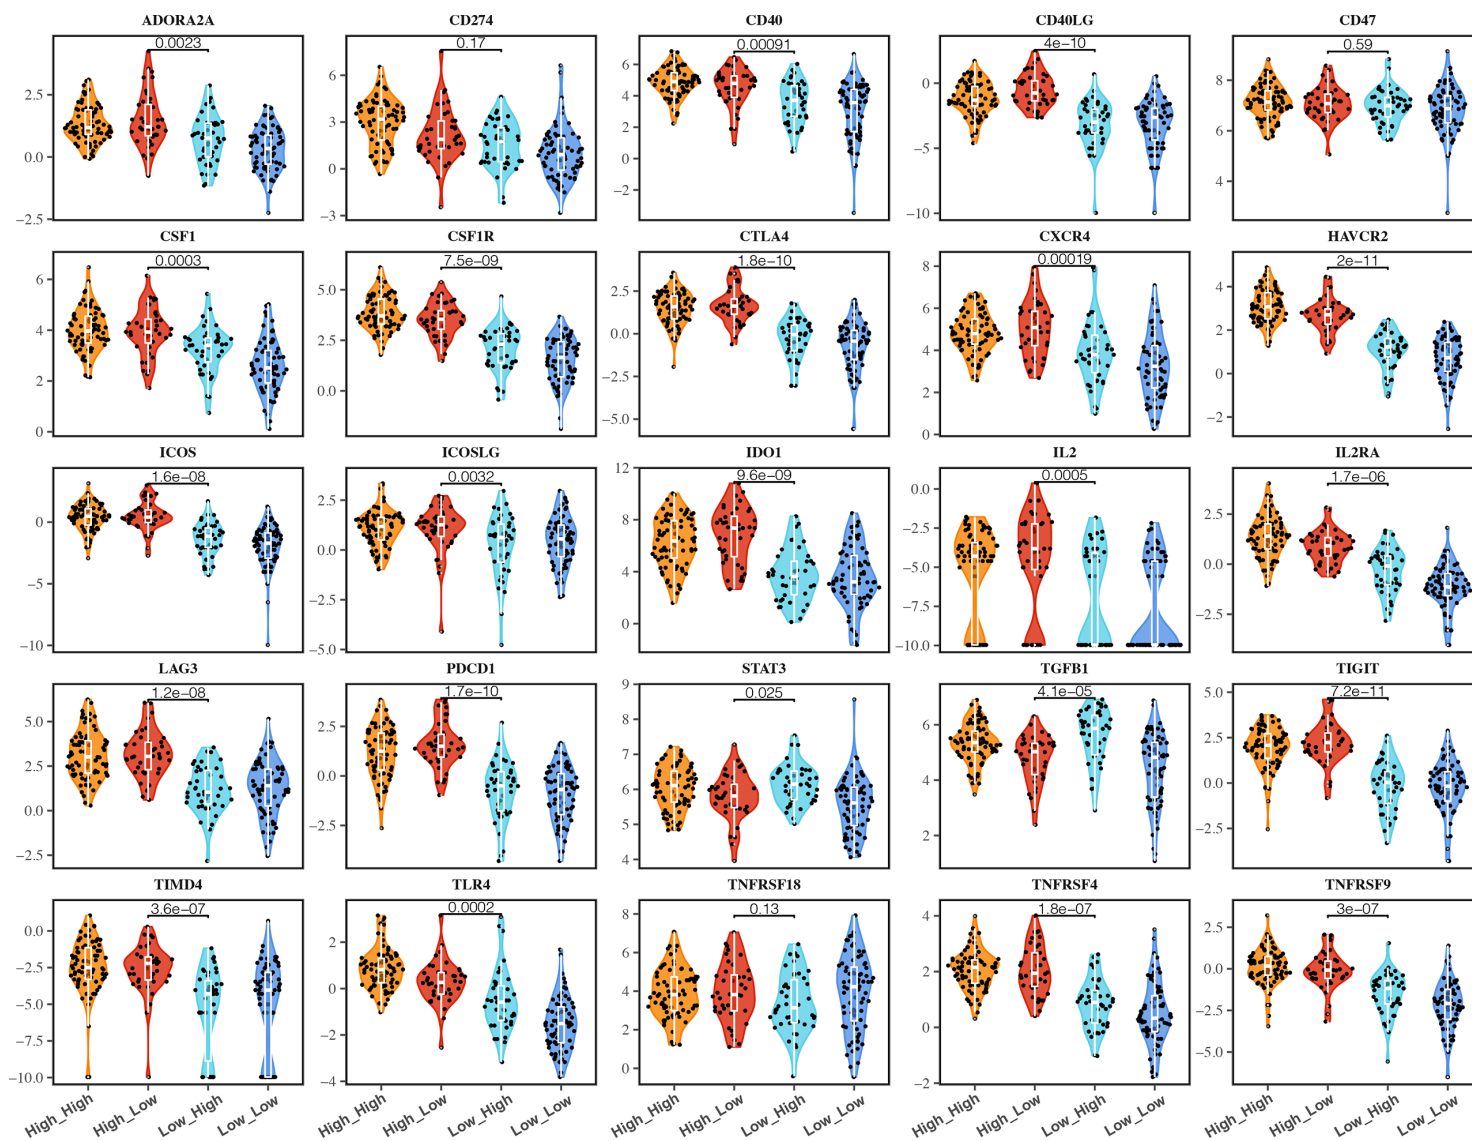 ADORA2A CD274 CD40 CD40LG CD47
0.0023 0.17 0.00091 4e−10 0.59
2.5 0.0 −2.5
6 3 0 −3
6 4 2 0 −2
0 −5 −10
8 6 4
CSF1 CSF1R CTLA4 CXCR4 HAVCR2
0.0003 7.5e−09 1.8e−10 0.00019 2e−11
6 4 2 0
5.0 2.5 0.0
2.5 0.0 −2.5 −5.0
8 6 4 2 0
4 2 0 −2
ICOS ICOSLG IDO1 IL2 IL2RA
1.6e−08 0.0032 9.6e−09 0.0005 1.7e−06
0 −5 −10
2.5 0.0 −2.5 −5.0
12 8 4 0
0.0 −2.5 −5.0 −7.5 −10.0
2.5 0.0 −2.5
LAG3 PDCD1 STAT3 TGFB1 TIGIT
1.2e−08 1.7e−10 0.025 4.1e−05 7.2e−11
5.0 2.5 0.0 −2.5
2.5 0.0 −2.5
9 8 7 6 5 4
6 4 2
5.0 2.5 0.0 −2.5
TIMD4 TLR4 TNFRSF18 TNFRSF4 TNFRSF9
3.6e−07 0.0002 0.13 1.8e−07 3e−07
0.0 −2.5 −5.0 −7.5 −10.0
2 0 −2 −4
8 6 4 2 0
4 2 0 −2
2.5 0.0 −2.5 −5.0
High_High High_Low Low_High Low_Low High_High High_Low Low_High Low_Low High_High High_Low Low_High Low_Low High_High High_Low Low_High Low_Low High_High High_Low Low_High Low_Low